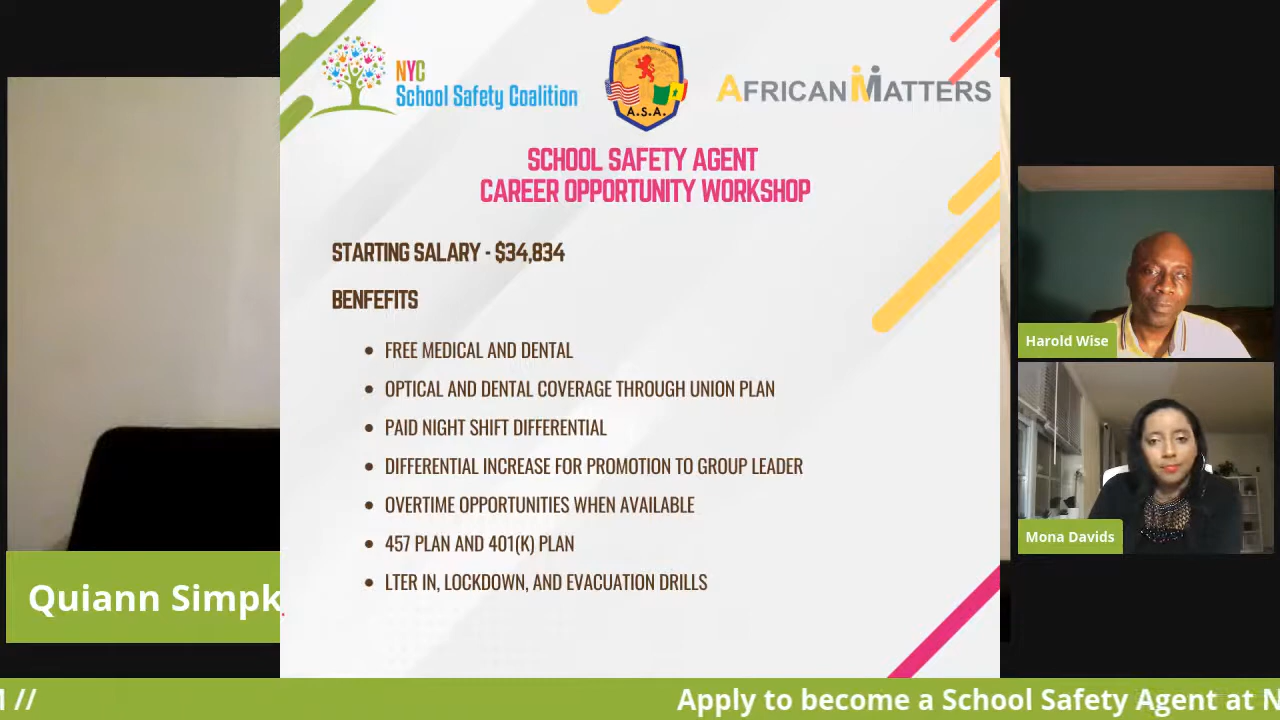 NYC
School Safety Coalition
A.S.A.
AFRICAN MATTERS
SCHOOL SAFETY AGENT
CAREER OPPORTUNITY WORKSHOP
STARTING SALARY - $34,834
BENFEFITS
• FREE MEDICAL AND DENTAL
• OPTICAL AND DENTAL COVERAGE THROUGH UNION PLAN
• PAID NIGHT SHIFT DIFFERENTIAL
• DIFFERENTIAL INCREASE FOR PROMOTION TO GROUP LEADER
• OVERTIME OPPORTUNITIES WHEN AVAILABLE
• 457 PLAN AND 401(K) PLAN
• LTER IN, LOCKDOWN, AND EVACUATION DRILLS
Harold Wise
Mona Davids
Quiann Simpk
// Apply to become a School Safety Agent at N